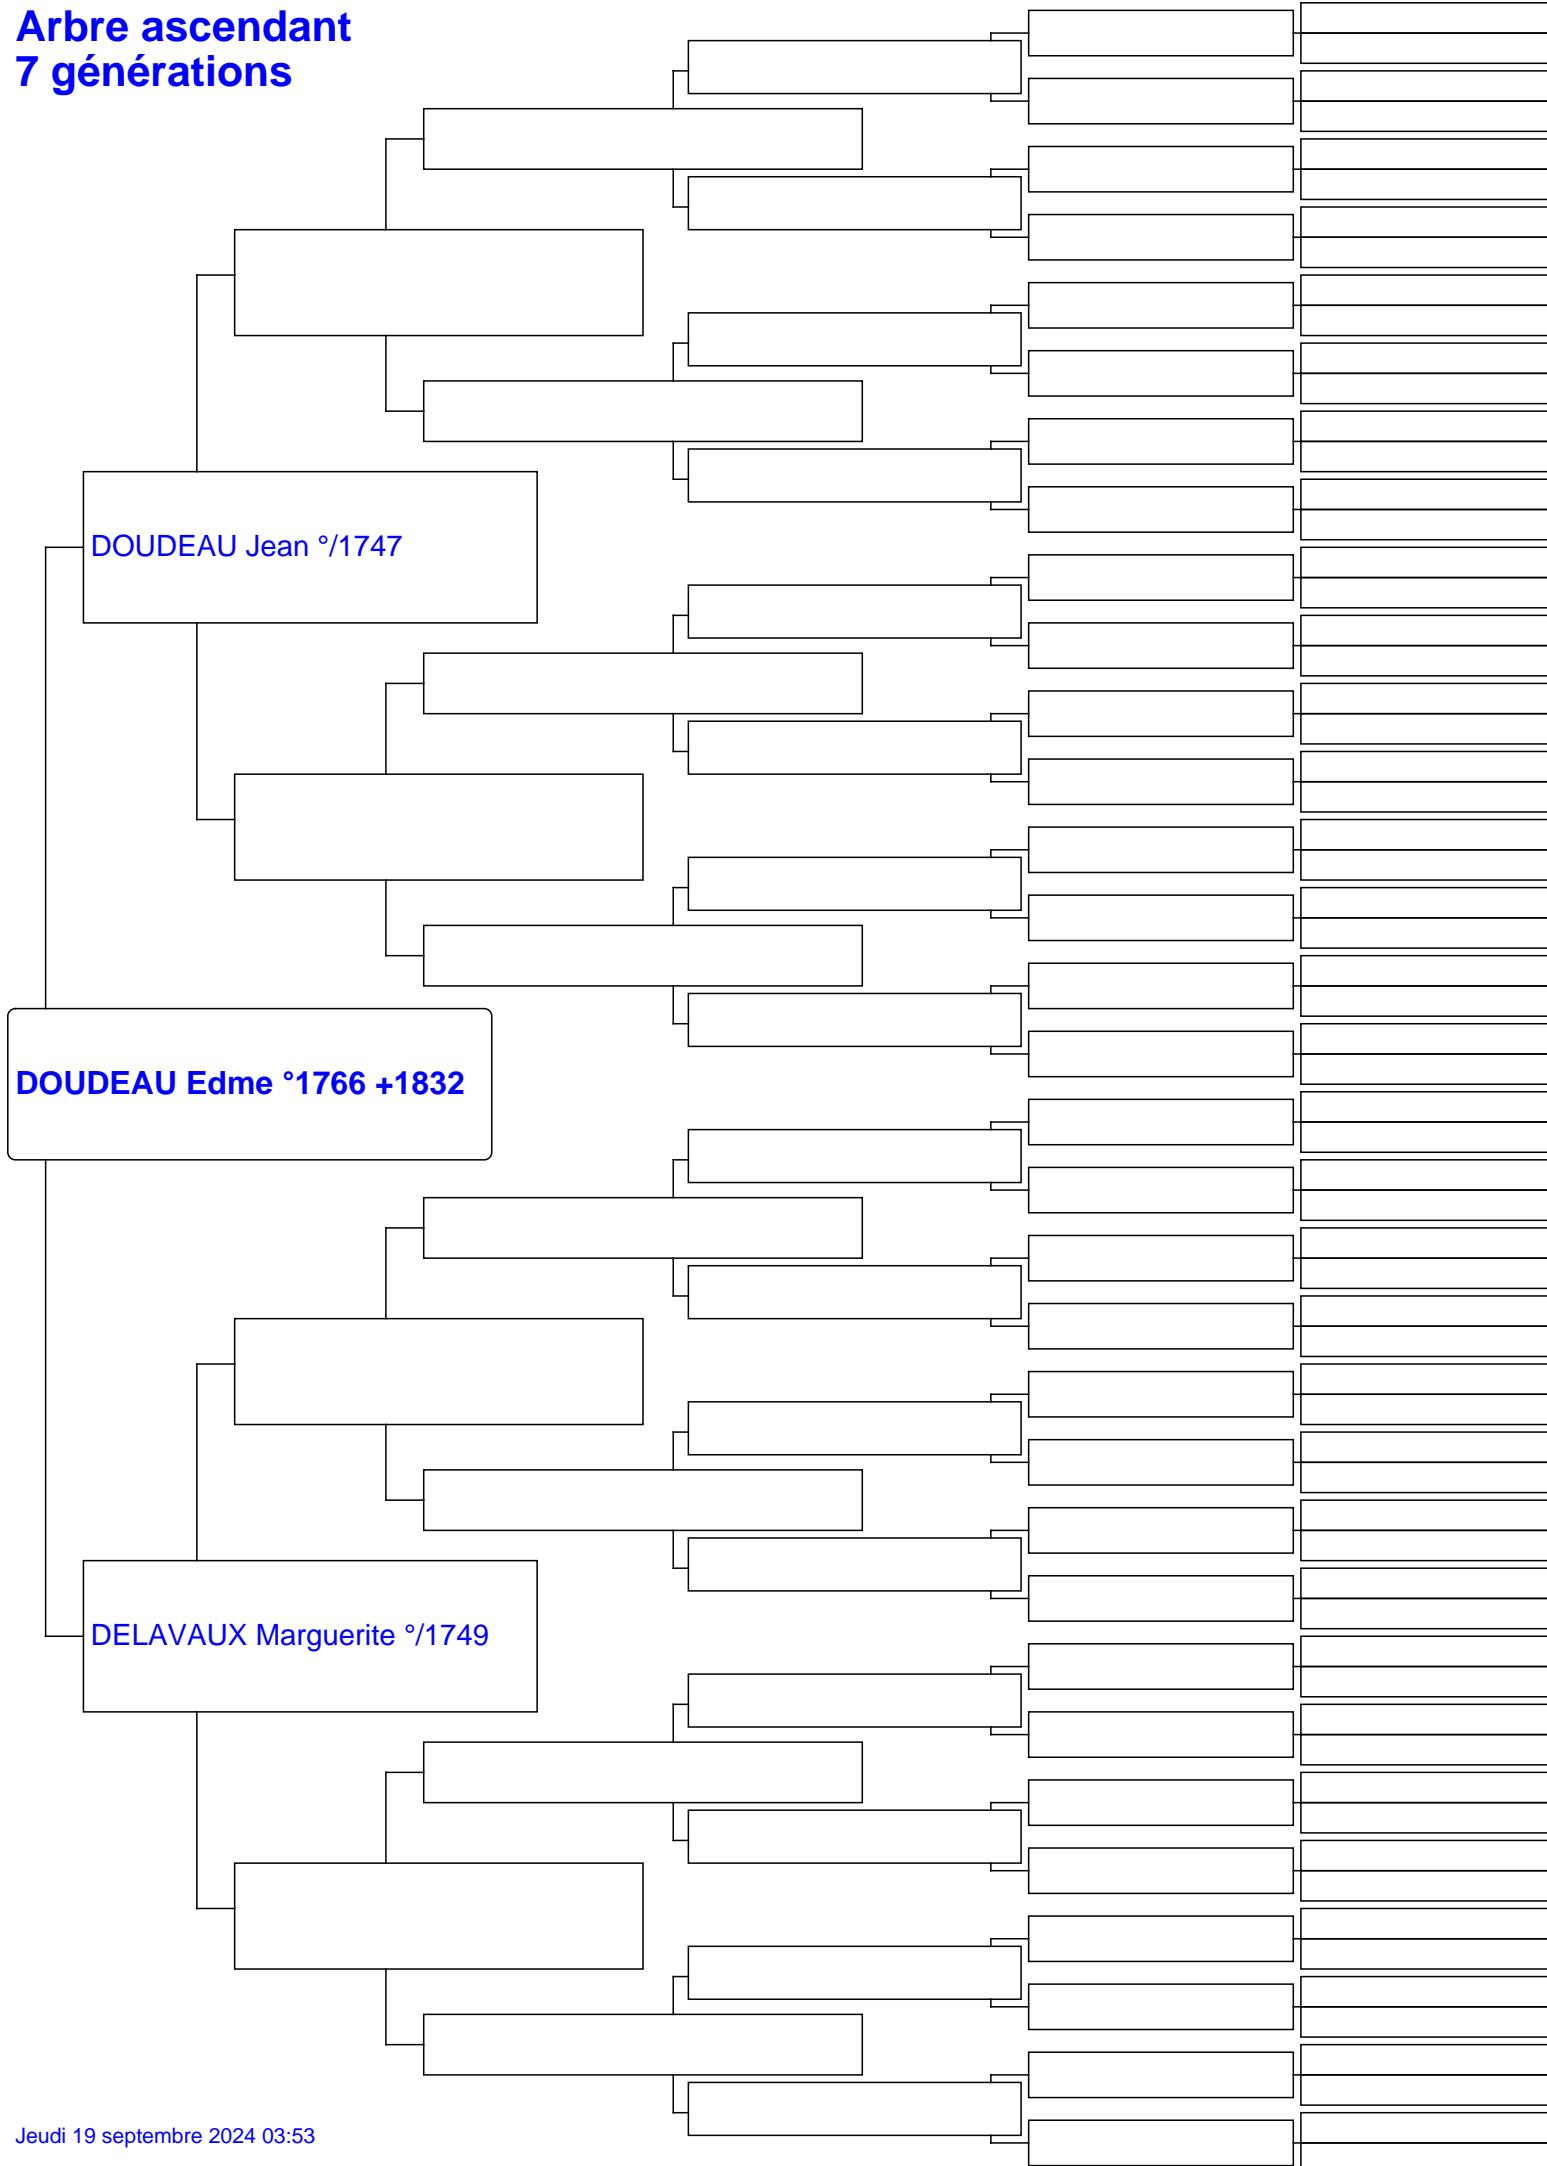 Arbre ascendant
7 générations
DOUDEAU Jean °/1747
DOUDEAU Edme °1766 +1832
DELAVAUX Marguerite °/1749
Jeudi 19 septembre 2024 03:53